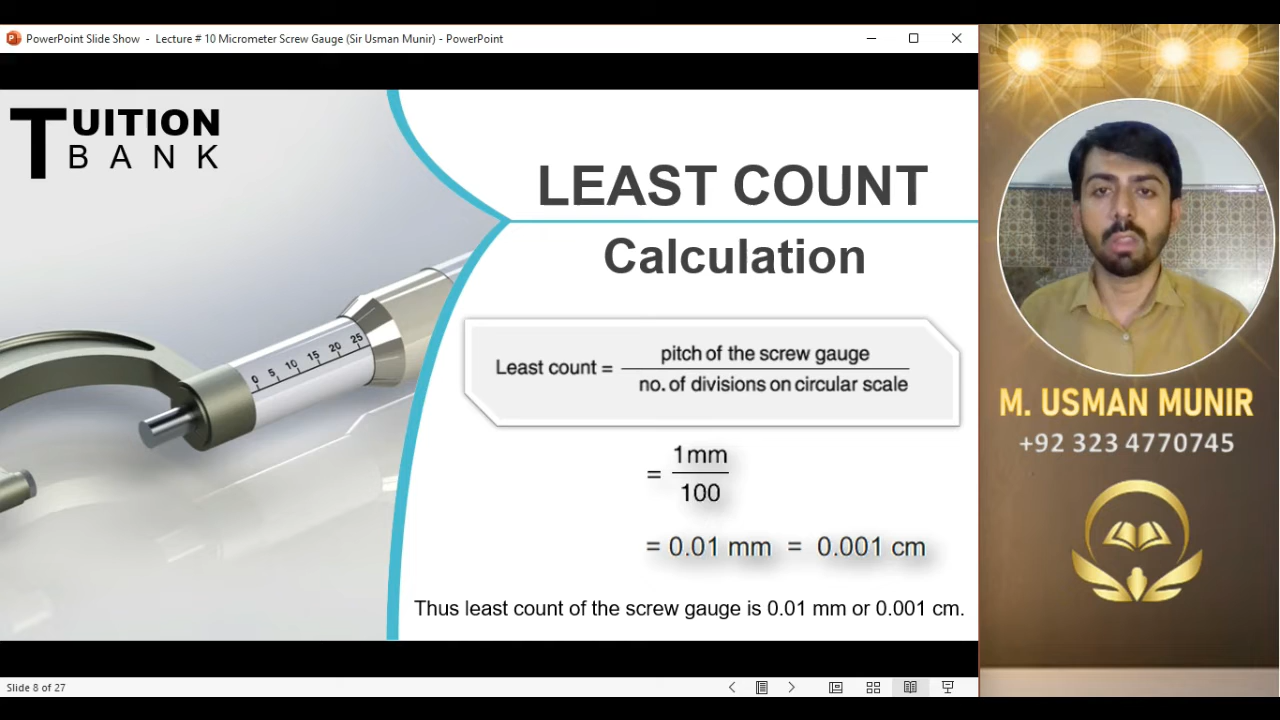 PowerPoint Slide Show - Lecture # 10 Micrometer Screw Gauge (Sir Usman Munir) - PowerPoint
TUITION
BANK
LEAST COUNT
Calculation
0 5 10 15 20 25
Least count = pitch of the screw gauge
no. of divisions on circular scale
= 1mm
100
= 0.01 mm = 0.001 cm
Thus least count of the screw gauge is 0.01 mm or 0.001 cm.
M. USMAN MUNIR
+92 323 4770745
Slide 8 of 27